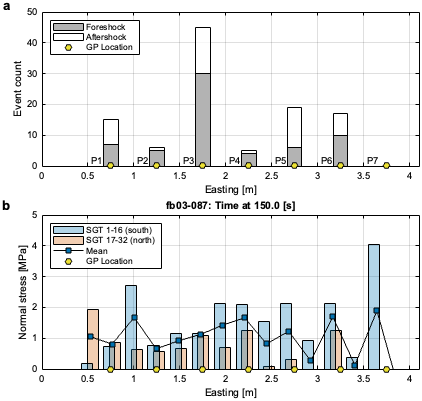 a
50
40
30
20
10
0
Event count
Foreshock
Aftershock
GP Location
P1 P2 P3 P4 P5 P6 P7
0 0.5 1 1.5 2 2.5 3 3.5 4
Easting [m]
b
fb03-087: Time at 150.0 [s]
5
4
3
2
1
0
Normal stress [MPa]
SGT 1-16 (south)
SGT 17-32 (north)
Mean
GP Location
0 0.5 1 1.5 2 2.5 3 3.5 4
Easting [m]